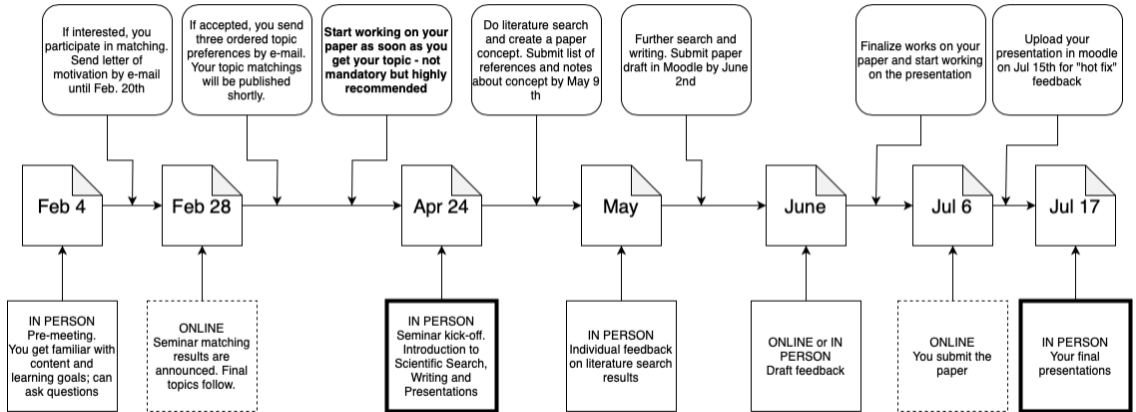 If interested, you
participate in matching.
Send letter of
motivation by e-mail
until Feb. 20th
If accepted, you send
three ordered topic
preferences by e-mail.
Your topic matchings
will be published
shortly.
Start working on your
paper as soon as you
get your topic - not
mandatory but highly
recommended
Do literature search
and create a paper
concept. Submit list of
references and notes
about concept by May 9
th
Further search and
writing. Submit paper
draft in Moodle by June
2nd
Finalize works on your
paper and start working
on the presentation
Upload your
presentation in moodle
on Jul 15th for "hot fix"
feedback
Feb 4
Feb 28
Apr 24
May
June
Jul 6
Jul 17
IN PERSON
Pre-meeting.
You get familiar with
content and
learning goals; can
ask questions
ONLINE
Seminar matching
results are
announced. Final
topics follow.
IN PERSON
Seminar kick-off.
Introduction to
Scientific Search,
Writing and
Presentations
IN PERSON
Individual feedback
on literature search
results
ONLINE or IN
PERSON
Draft feedback
ONLINE
You submit the
paper
IN PERSON
Your final
presentations